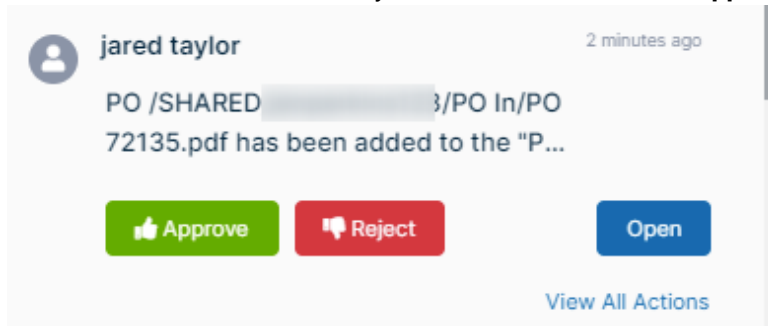 jared taylor
2 minutes ago
PO /SHARED /PO In/PO
72135.pdf has been added to the "P...
Approve
Reject
Open
View All Actions